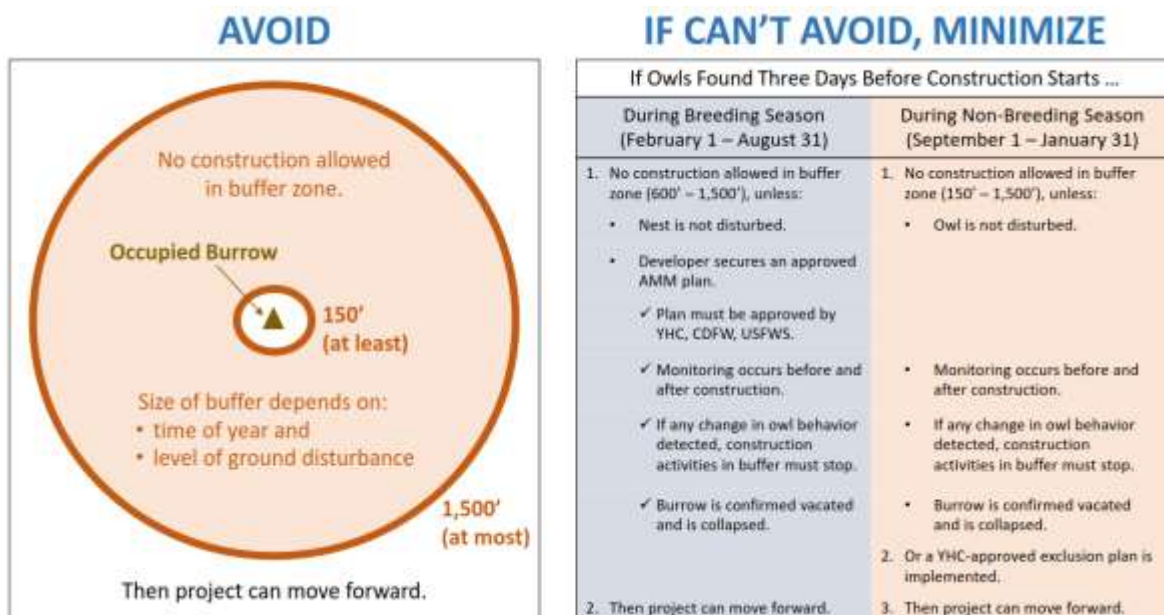 AVOID
No construction allowed
in buffer zone.
Occupied Burrow
150'
(at least)
Size of buffer depends on:
• time of year and
• level of ground disturbance
1,500'
(at most)
Then project can move forward.
IF CAN'T AVOID, MINIMIZE
If Owls Found Three Days Before Construction Starts ...
During Breeding Season
(February 1 – August 31)
1. No construction allowed in buffer
zone (600' – 1,500'), unless:
• Nest is not disturbed.
• Developer secures an approved
AMM plan.
✓ Plan must be approved by
YHC, CDFW, USFWS.
✓ Monitoring occurs before and
after construction.
✓ If any change in owl behavior
detected, construction
activities in buffer must stop.
✓ Burrow is confirmed vacated
and is collapsed.
2. Then project can move forward.
During Non-Breeding Season
(September 1 – January 31)
1. No construction allowed in buffer
zone (150' – 1,500'), unless:
• Owl is not disturbed.
• Monitoring occurs before and
after construction.
• If any change in owl behavior
detected, construction
activities in buffer must stop.
• Burrow is confirmed vacated
and is collapsed.
2. Or a YHC-approved exclusion plan is
implemented.
3. Then project can move forward.